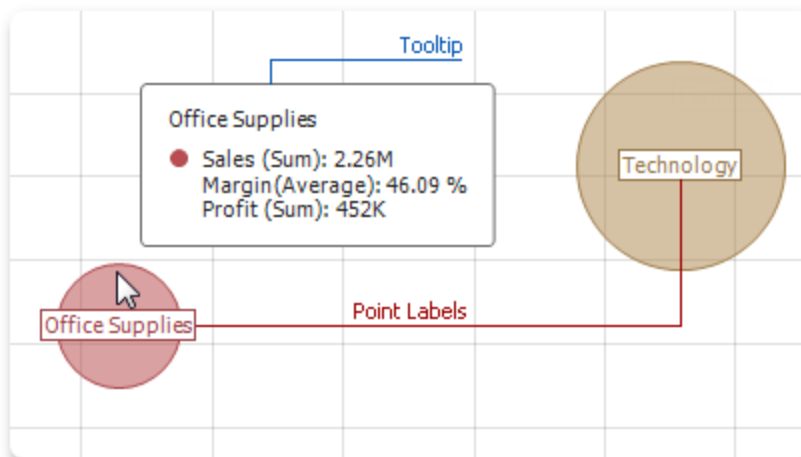 Tooltip
Office Supplies
Sales (Sum): 2.26M
Margin(Average): 46.09 %
Profit (Sum): 452K
Technology
Point Labels
Office Supplies